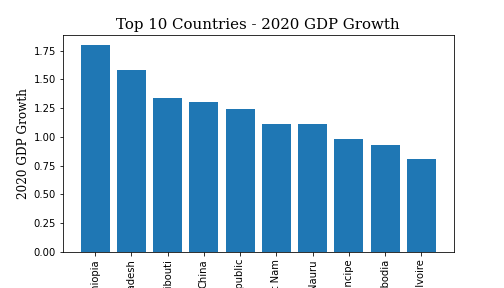 Top 10 Countries - 2020 GDP Growth
2020 GDP Growth
1.75
1.50
1.25
1.00
0.75
0.50
0.25
0.00
hiopia
adesh
ibouti
China
public
t Nam
Nauru
ncipe
bodia
Ivoire